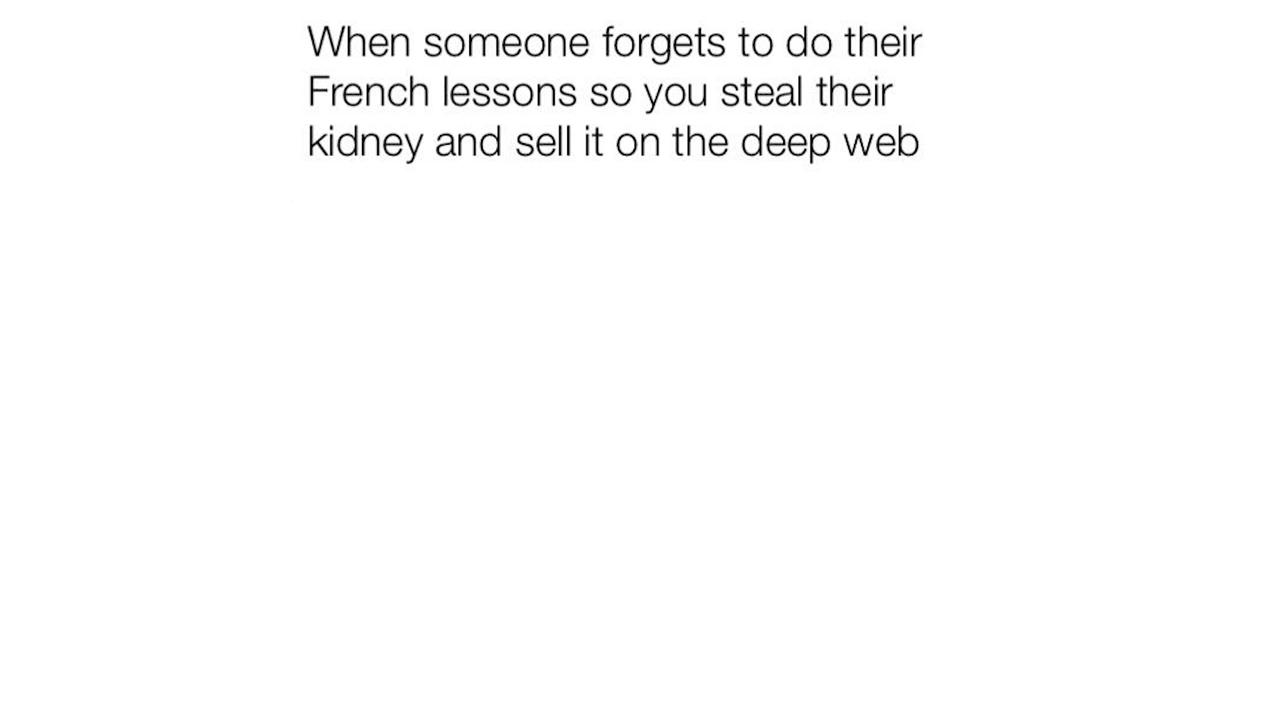 When someone forgets to do their
French lessons so you steal their
kidney and sell it on the deep web